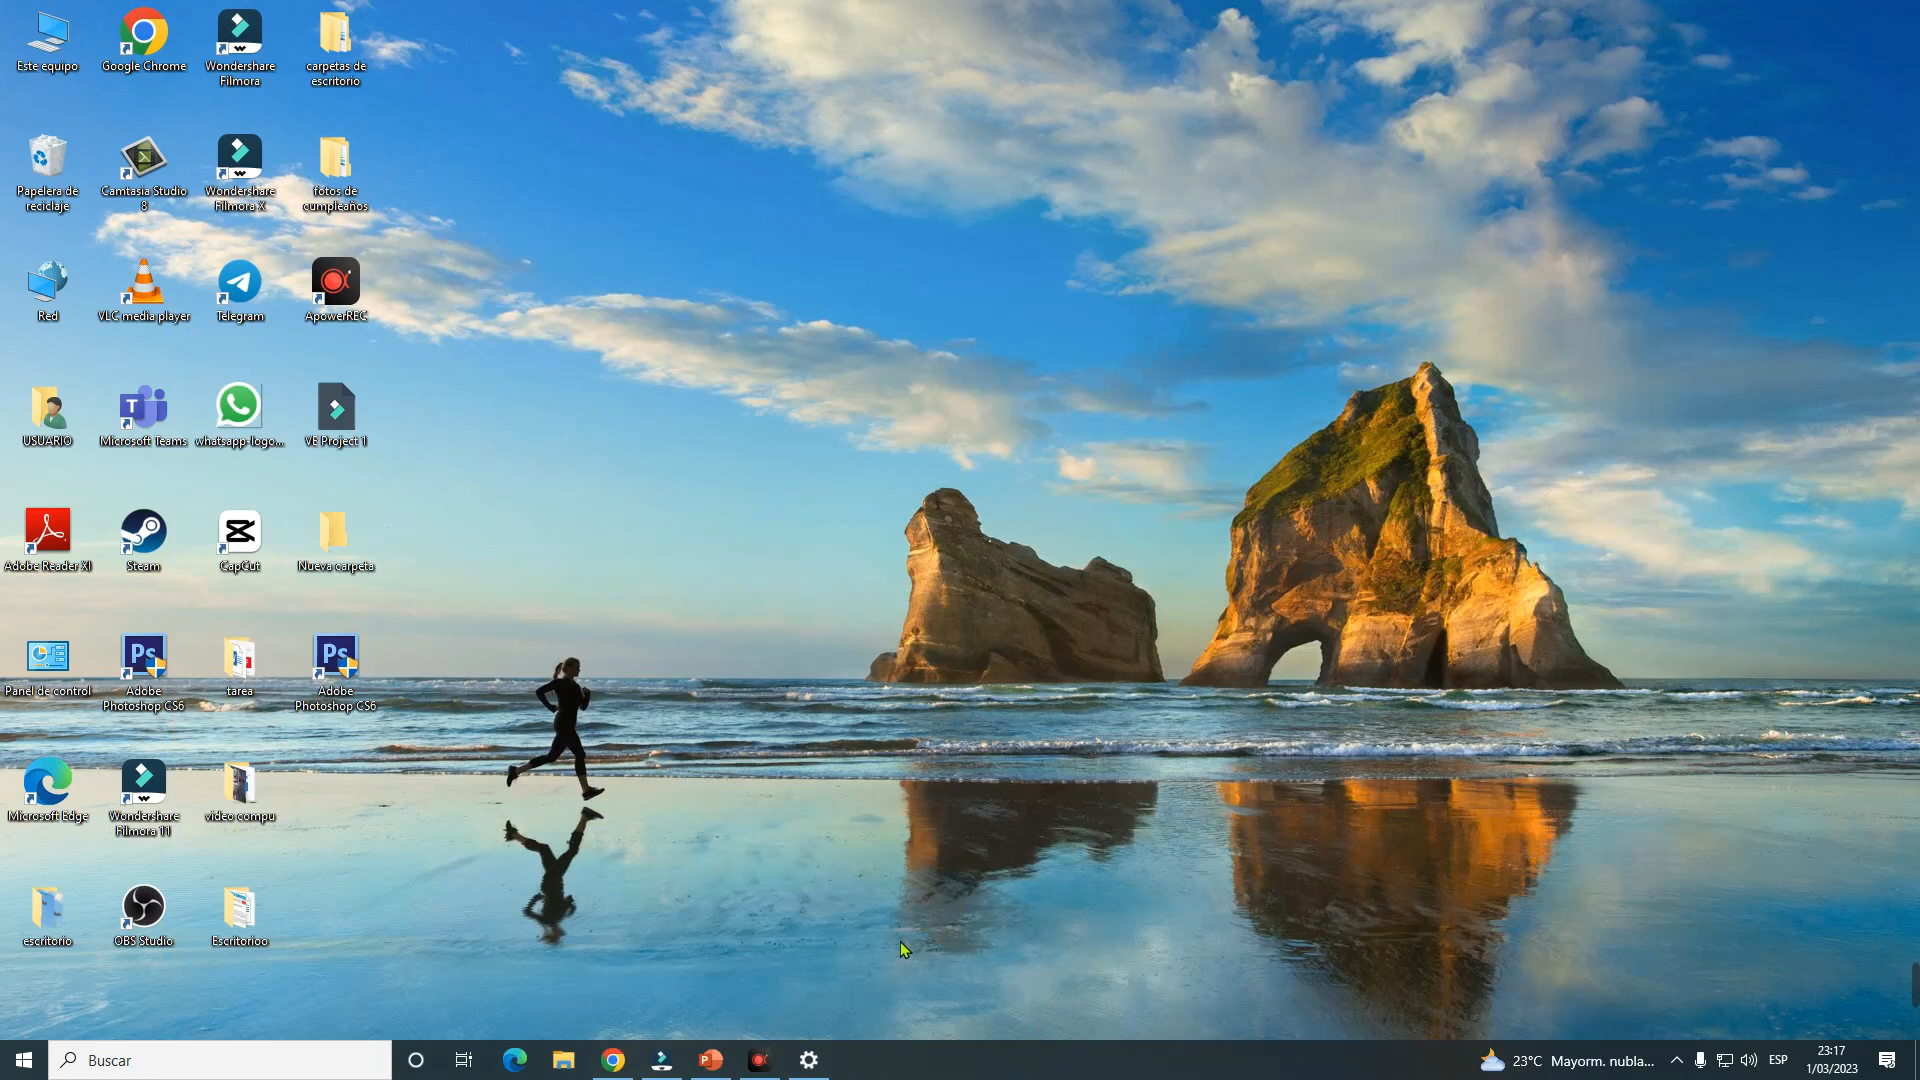 Este equipo
Google Chrome
Wondershare
Filmora
carpetas de
escritorio
Papelera de
reciclaje
Camtasia Studio
8
Wondershare
Filmora X
fotos de
cumpleaños
Red
VLC media player
Telegram
ApowerREC
USUARIO
Microsoft Teams
whatsapp-logo...
VE Project 1
Adobe Reader XI
Steam
CapCut
Nueva carpeta
Panel de control
Ps
Adobe
Photoshop CS6
tarea
Ps
Adobe
Photoshop CS6
Microsoft Edge
Wondershare
Filmora 11
video compu
escritorio
OBS Studio
Escritorioo
Buscar
23°C Mayorm. nubla...
ESP
23:17
1/03/2023